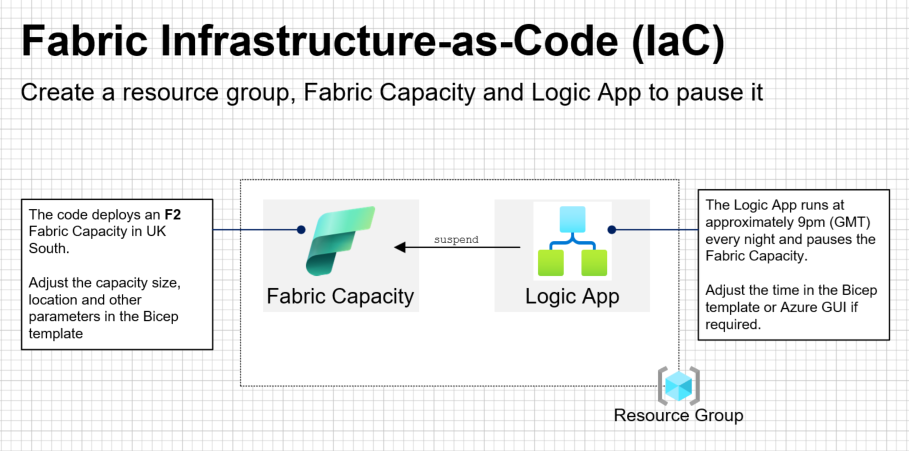 Fabric Infrastructure-as-Code (IaC)
Create a resource group, Fabric Capacity and Logic App to pause it
The code deploys an F2
Fabric Capacity in UK
South.
Adjust the capacity size,
location and other
parameters in the Bicep
template
suspend
Fabric Capacity
Logic App
The Logic App runs at
approximately 9pm (GMT)
every night and pauses the
Fabric Capacity.
Adjust the time in the Bicep
template or Azure GUI if
required.
Resource Group